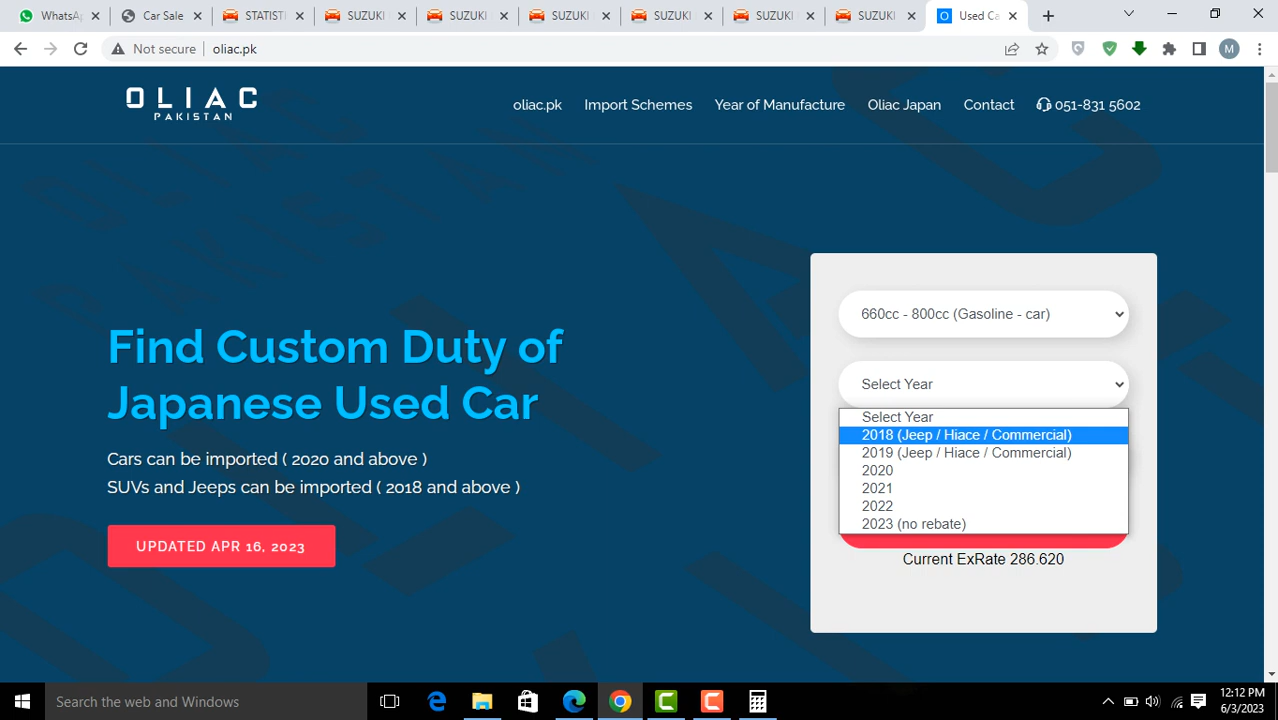 WhatsA
Car Sale
STATIST
SUZUKI
SUZUKI
SUZUKI
SUZUKI
SUZUKI
SUZUKI
Used Ca
Not secure
oliac.pk
M
OLIAC
PAKISTAN
oliac.pk
Import Schemes
Year of Manufacture
Oliac Japan
Contact
051-831 5602
Find Custom Duty of
Japanese Used Car
Cars can be imported ( 2020 and above )
SUVs and Jeeps can be imported ( 2018 and above )
UPDATED APR 16, 2023
660cc - 800cc (Gasoline - car)
Select Year
Select Year
2018 (Jeep / Hiace / Commercial)
2019 (Jeep / Hiace / Commercial)
2020
2021
2022
2023 (no rebate)
Current ExRate 286.620
Search the web and Windows
12:12 PM
6/3/2023